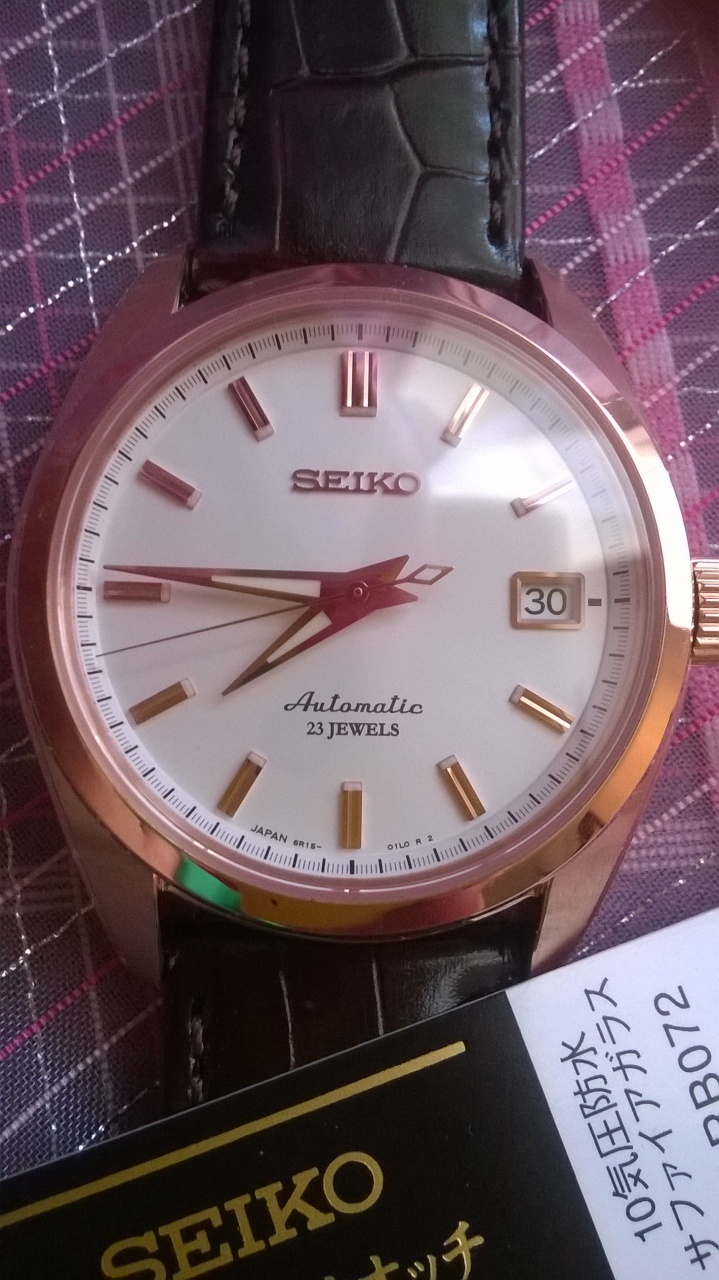 SEIKO
30
Automatic
23 JEWELS
JAPAN 6R15-
01L0 R 2
10気圧防水
サファイアガラス
SEIKO